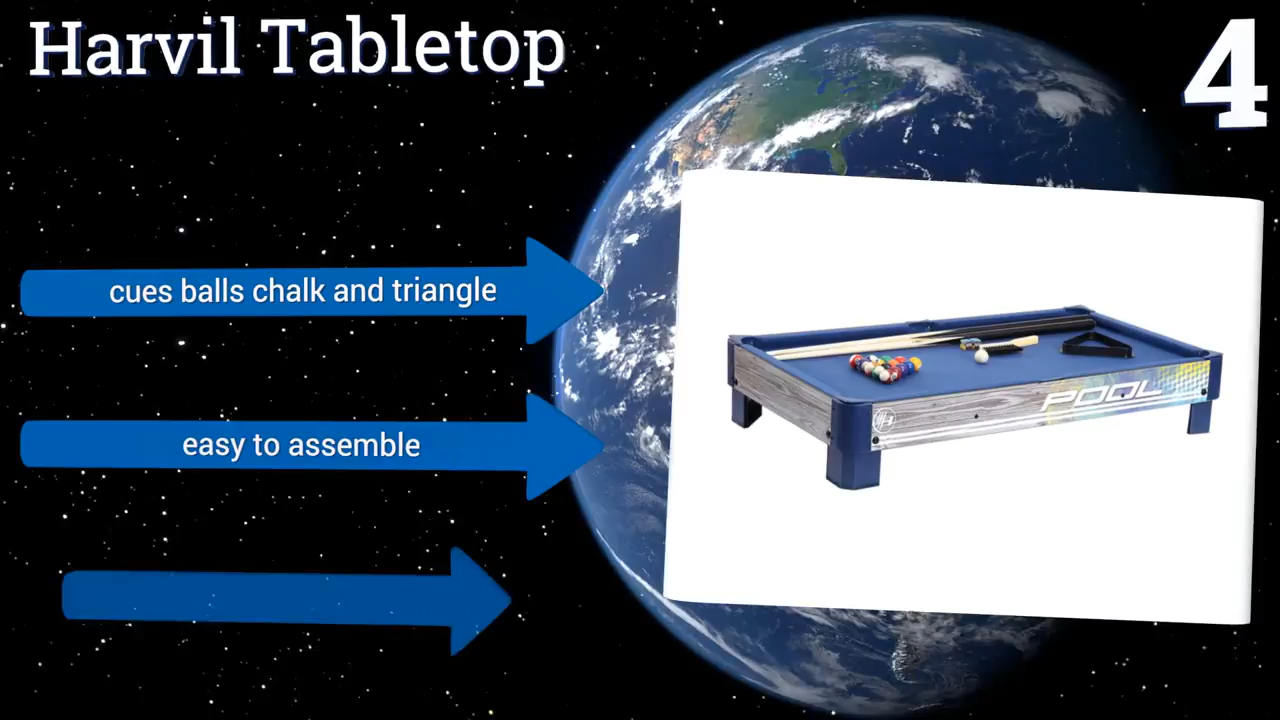 Harvil Tabletop
4
cues balls chalk and triangle
easy to assemble
POOL